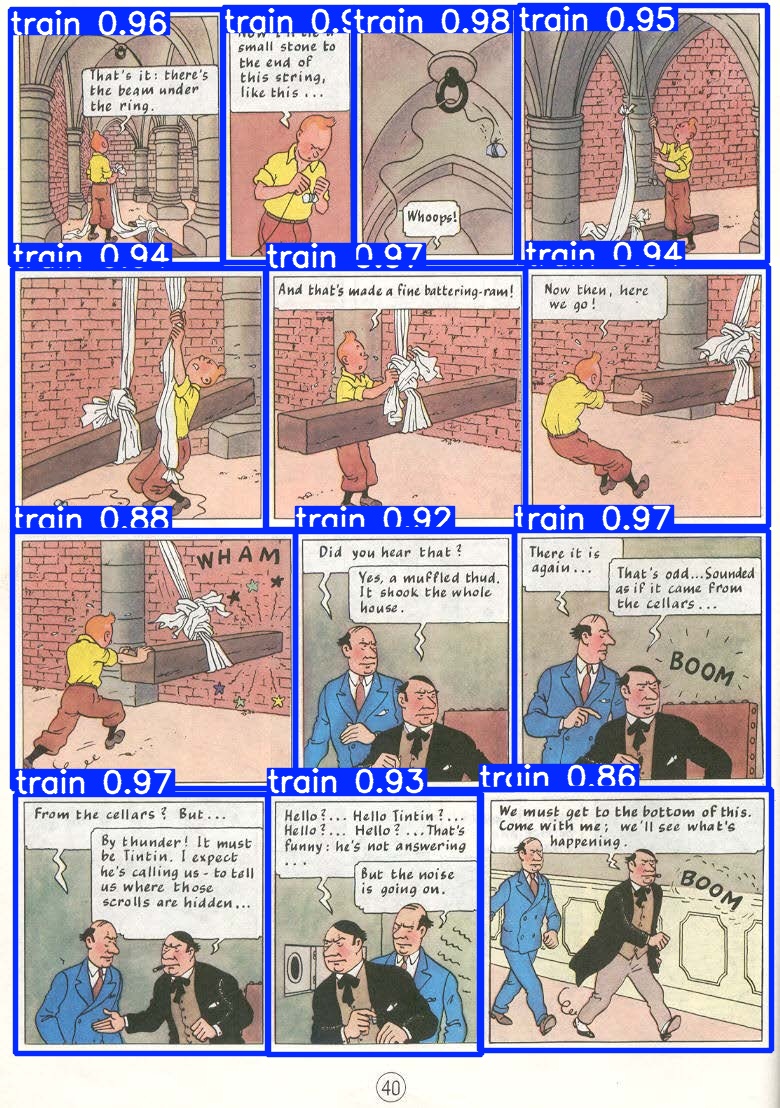 train 0.96
That's it: there's
the beam under
the ring.
train 0.9
small stone to
the end of
this string,
like this ...
train 0.98
Whoops!
train 0.95
train 0.94
train 0.97
And that's made a fine battering-ram!
train 0.94
Now then, here
we go!
train 0.88
WHAM
train 0.92
Did you hear that?
Yes, a muffled thud.
It shook the whole
house.
train 0.97
There it is
again...
That's odd...Sounded
as if it came from
the cellars...
BOOM
train 0.97
From the cellars? But...
By thunder! It must
be Tintin. I expect
he's calling us - to tell
us where those
scrolls are hidden...
train 0.93
Hello?... Hello Tintin?...
Hello?... Hello?...That's
funny: he's not answering
...
But the noise
is going on.
train 0.86
We must get to the bottom of this.
Come with me; we'll see what's
happening.
BOOM
40